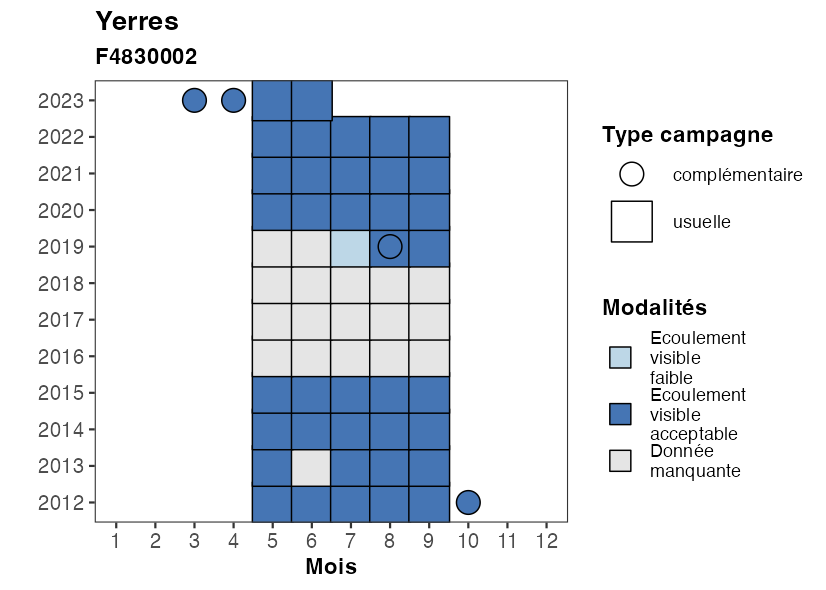 Yerres
F4830002
2023
2022
2021
2020
2019
2018
2017
2016
2015
2014
2013
2012
1 2 3 4 5 6 7 8 9 10 11 12
Mois
Type campagne
complémentaire
usuelle
Modalités
Ecoulement
visible
faible
Ecoulement
visible
acceptable
Donnée
manquante